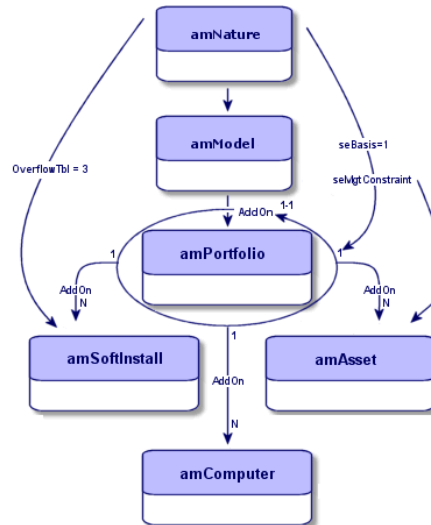 amNature
amModel
OverflowTbl = 3
seBasis=1
seMgtConstraint
1-1
AddOn
amPortfolio
1
1
AddOn
N
AddOn
N
amSoftInstall
1
AddOn
N
amAsset
amComputer